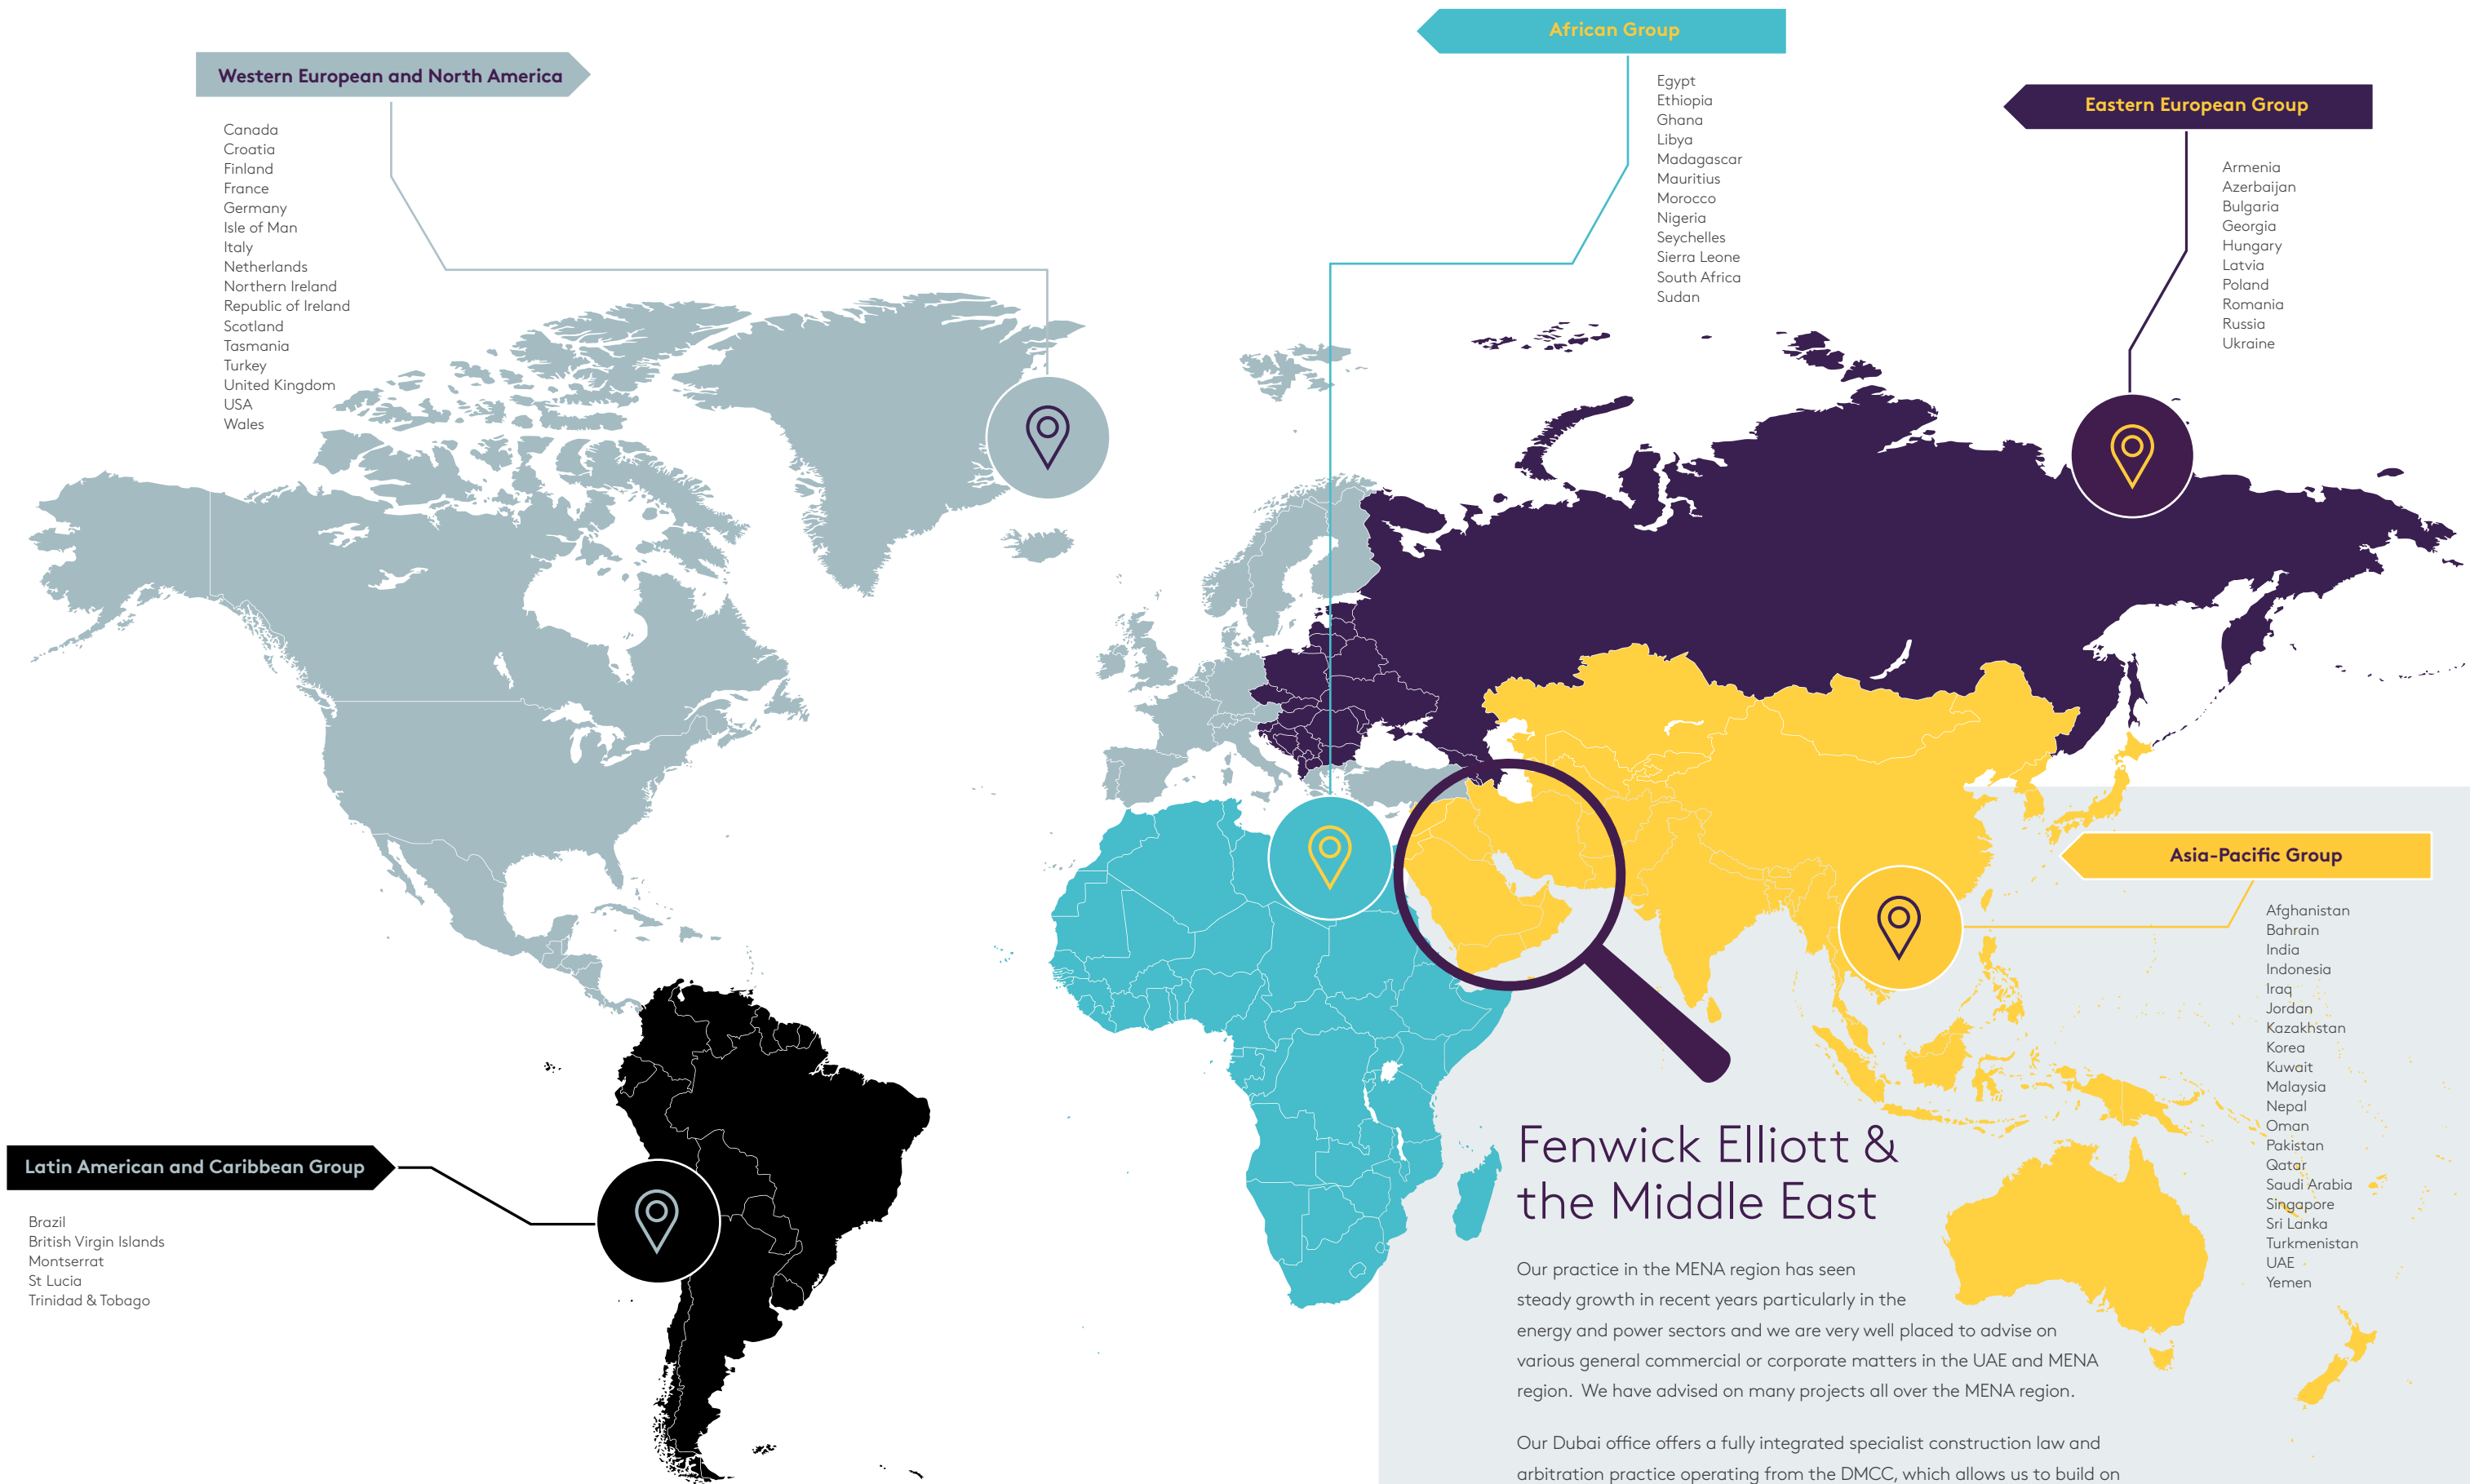 Western European and North America
Canada
Croatia
Finland
France
Germany
Isle of Man
Italy
Netherlands
Northern Ireland
Republic of Ireland
Scotland
Tasmania
Turkey
United Kingdom
USA
Wales
African Group
Egypt
Ethiopia
Ghana
Libya
Madagascar
Mauritius
Morocco
Nigeria
Seychelles
Sierra Leone
South Africa
Sudan
Eastern European Group
Armenia
Azerbaijan
Bulgaria
Georgia
Hungary
Latvia
Poland
Romania
Russia
Ukraine
Asia-Pacific Group
Afghanistan
Bahrain
India
Indonesia
Iraq
Jordan
Kazakhstan
Korea
Kuwait
Malaysia
Nepal
Oman
Pakistan
Qatar
Saudi Arabia
Singapore
Sri Lanka
Turkmenistan
UAE
Yemen
Latin American and Caribbean Group
Brazil
British Virgin Islands
Montserrat
St Lucia
Trinidad & Tobago
Fenwick Elliott &
the Middle East
Our practice in the MENA region has seen
steady growth in recent years particularly in the
energy and power sectors and we are very well placed to advise on
various general commercial or corporate matters in the UAE and MENA
region. We have advised on many projects all over the MENA region.
Our Dubai office offers a fully integrated specialist construction law and
arbitration practice operating from the DMCC, which allows us to build on